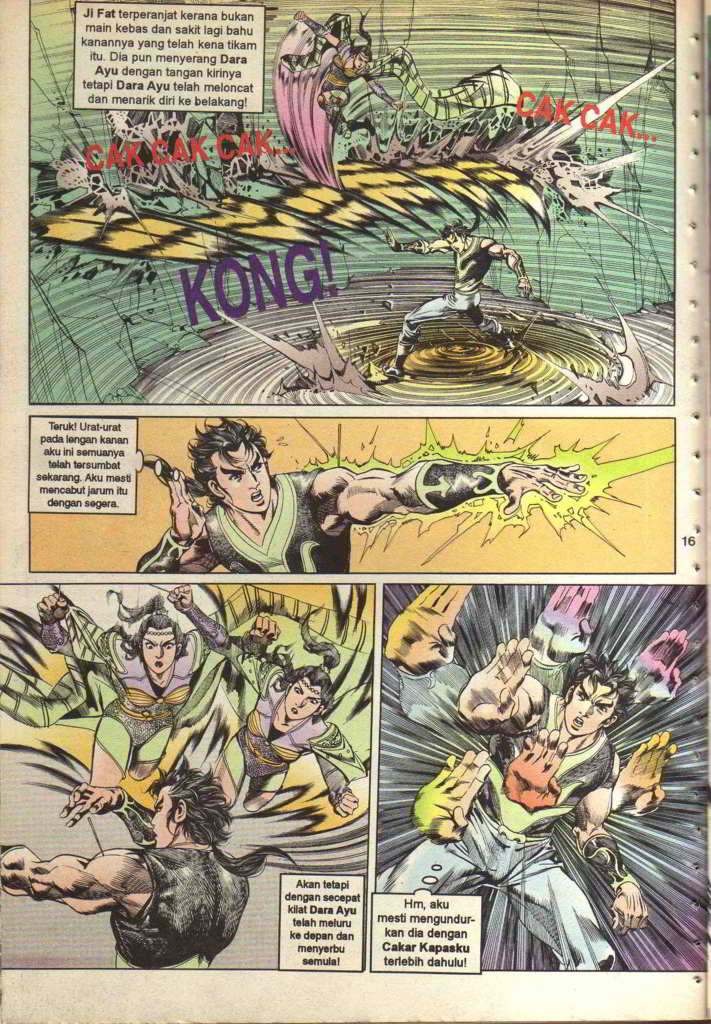 Ji Fat terperanjat kerana bukan
main kebas dan sakit lagi bahu
kanannya yang telah kena tikam
itu. Dia pun menyerang Dara
Ayu dengan tangan kirinya
tetapi Dara Ayu telah meloncat
dan menarik diri ke belakang!
CAK CAK...
CAK CAK CAK...
KONG!
Teruk! Urat-urat
pada lengan kanan
aku ini semuanya
telah tersumbat
sekarang. Aku mesti
mencabut jarum itu
dengan segera.
16
Akan tetapi
dengan secepat
kilat Dara Ayu
telah meluru
ke depan dan
menyerbu
semula!
Hm, aku
mesti mengundur-
kan dia dengan
Cakar Kapasku
terlebih dahulu!